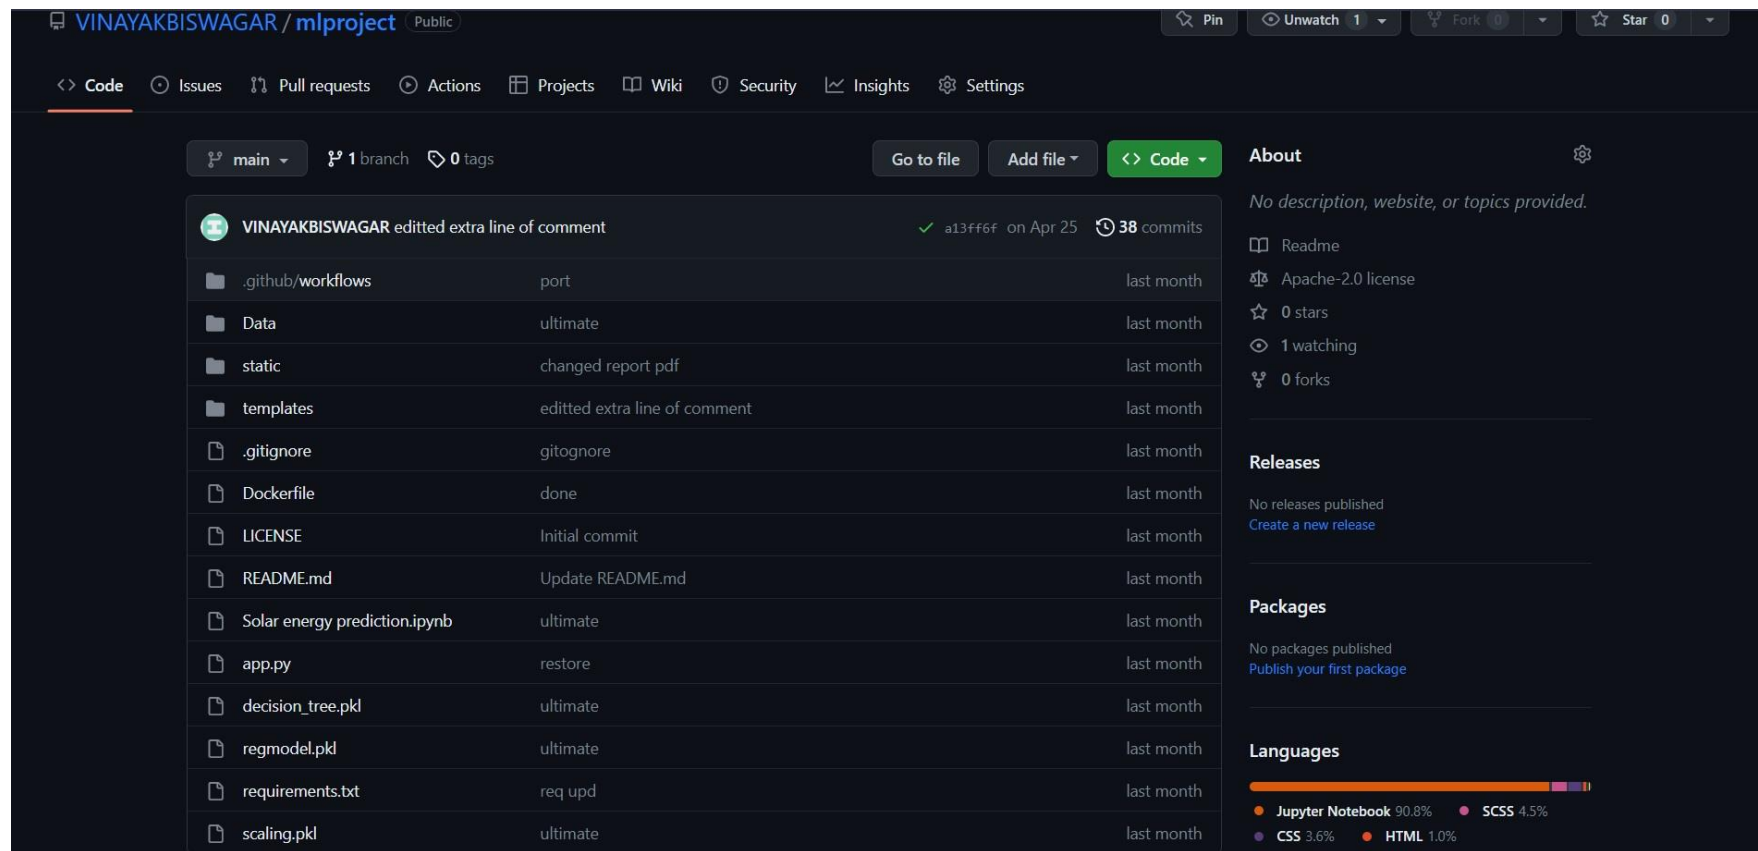 VINAYAKBISWAGAR / mlproject Public
Pin Unwatch 1 Fork 0 Star 0
Code Issues Pull requests Actions Projects Wiki Security Insights Settings
main 1 branch 0 tags Go to file Add file Code
VINAYAKBISWAGAR editted extra line of comment a13ff6f on Apr 25 38 commits
.github/workflows port last month
Data ultimate last month
static changed report pdf last month
templates editted extra line of comment last month
.gitignore gitognore last month
Dockerfile done last month
LICENSE Initial commit last month
README.md Update README.md last month
Solar energy prediction.ipynb ultimate last month
app.py restore last month
decision_tree.pkl ultimate last month
regmodel.pkl ultimate last month
requirements.txt req upd last month
scaling.pkl ultimate last month
About
No description, website, or topics provided.
Readme
Apache-2.0 license
0 stars
1 watching
0 forks
Releases
No releases published
Create a new release
Packages
No packages published
Publish your first package
Languages
Jupyter Notebook 90.8% SCSS 4.5%
CSS 3.6% HTML 1.0%